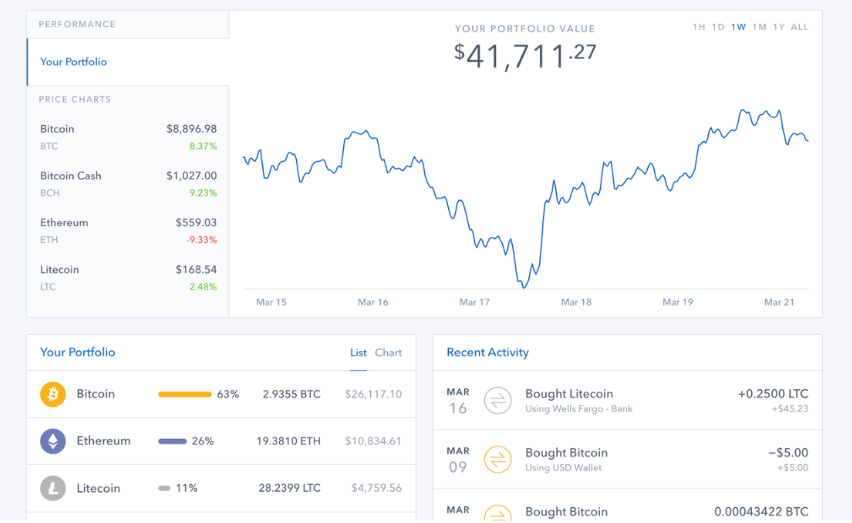 PERFORMANCE
Your Portfolio
PRICE CHARTS
Bitcoin $8,896.98
BTC 8.37%
Bitcoin Cash $1,027.00
BCH 9.23%
Ethereum $559.03
ETH -9.33%
Litecoin $168.54
LTC 2.48%
YOUR PORTFOLIO VALUE
$41,711.27
1H 1D 1W 1M 1Y ALL
Mar 15 Mar 16 Mar 17 Mar 18 Mar 19 Mar 21
Your Portfolio List Chart
Bitcoin 63% 2.9355 BTC $26,117.10
Ethereum 26% 19.3810 ETH $10,834.61
Litecoin 11% 28.2399 LTC $4,759.56
Recent Activity
MAR 16 Bought Litecoin +0.2500 LTC
Using Wells Fargo - Bank +$45.23
MAR 09 Bought Bitcoin −$5.00
Using USD Wallet +$5.00
MAR Bought Bitcoin 0.00043422 BTC